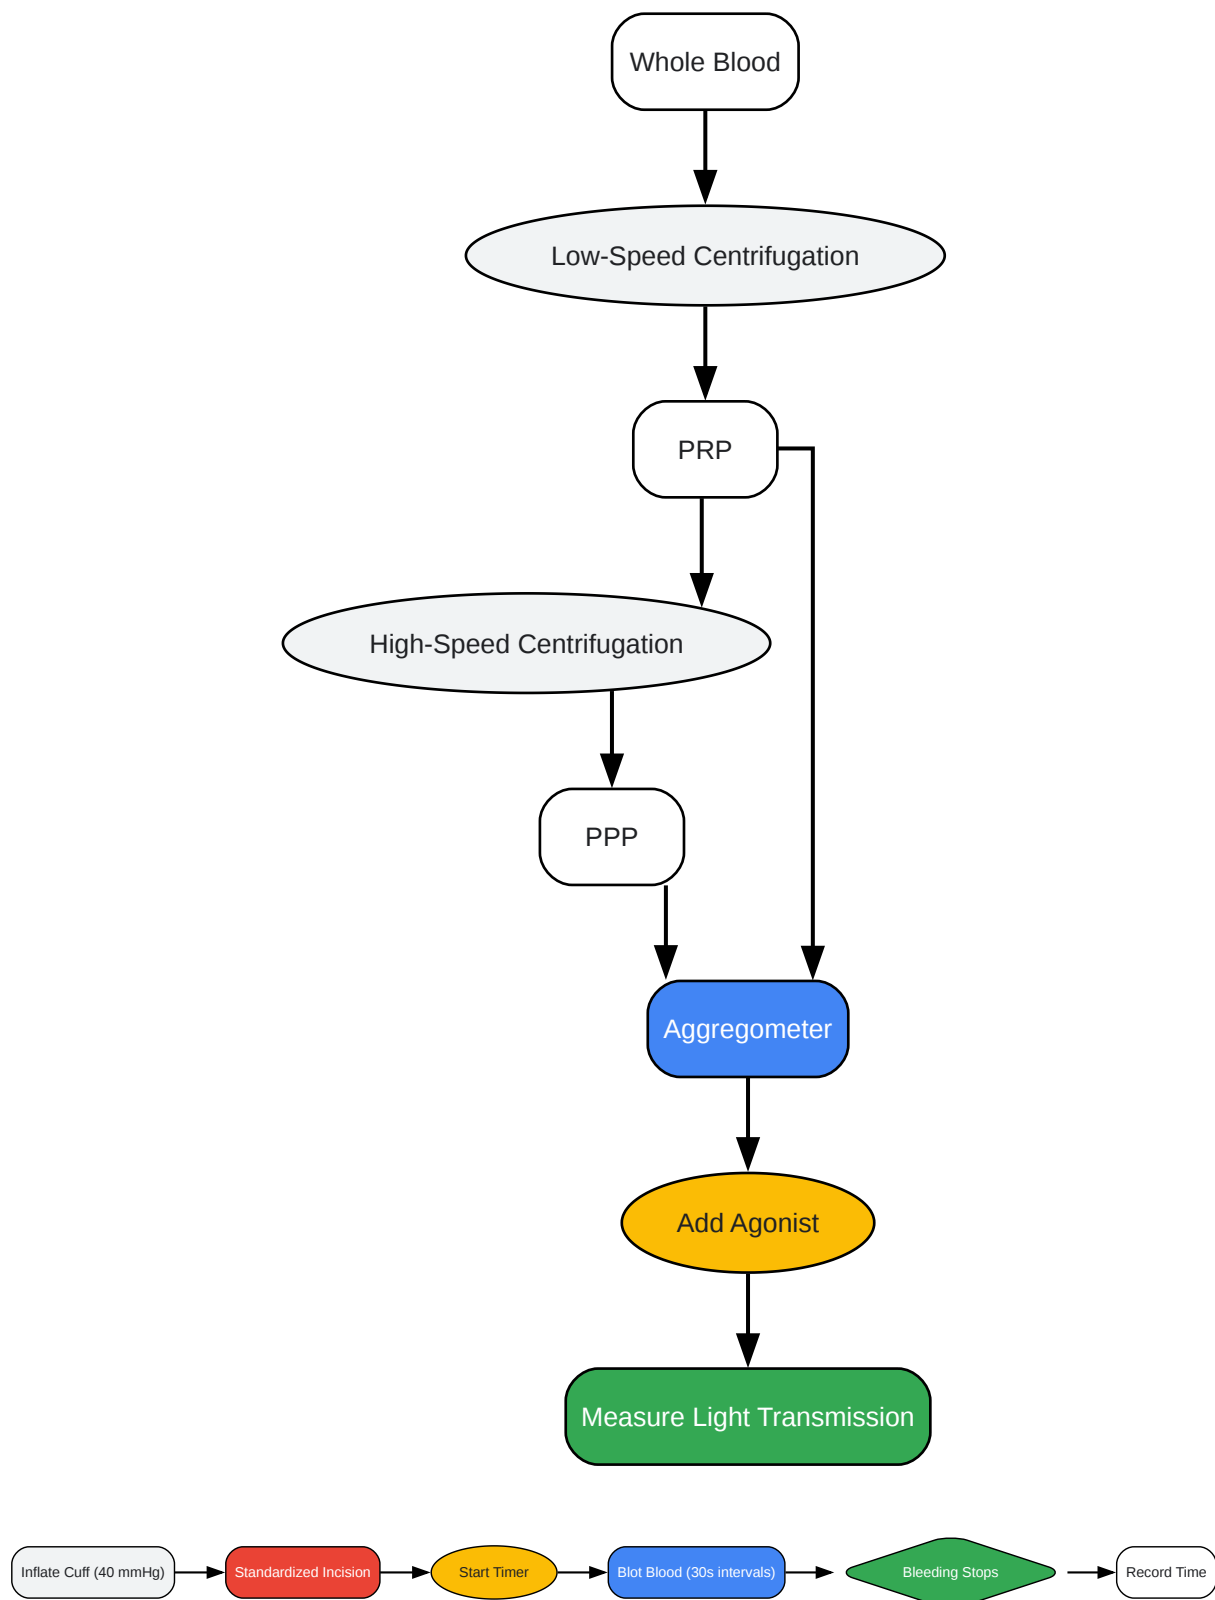 Whole Blood
Low-Speed Centrifugation
PRP
High-Speed Centrifugation
PPP
Aggregometer
Add Agonist
Measure Light Transmission
Inflate Cuff (40 mmHg)
Standardized Incision
Start Timer
Blot Blood (30s intervals)
Bleeding Stops
Record Time